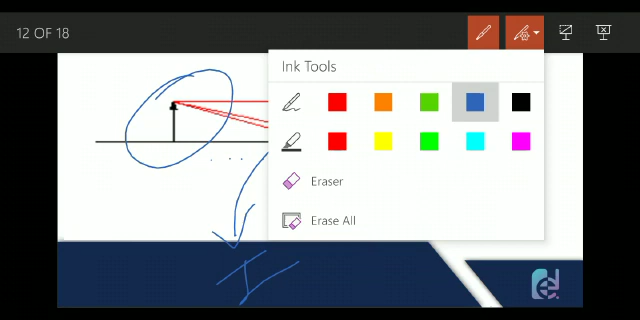 12 OF 18
Ink Tools
Eraser
Erase All
I